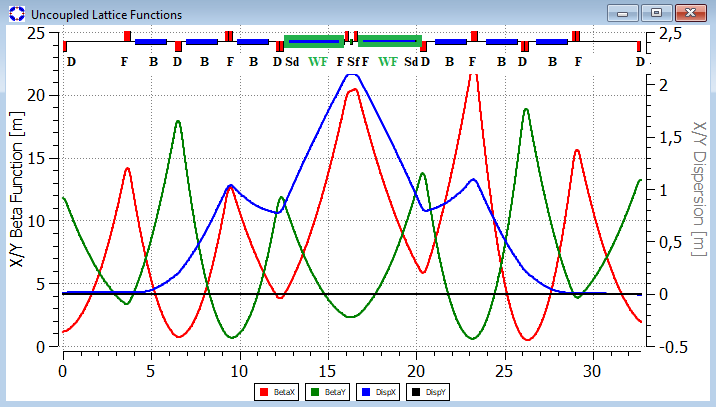 Uncoupled Lattice Functions
D F B D B F B D Sd WF F Sf F WF Sd D B F B D B F D
X/Y Beta Function [m]
25
20
15
10
5
0
2,5
2
1,5
1
0,5
0
-0.5
X/Y Dispersion [m]
0 5 10 15 20 25 30
BetaX BetaY DispX DispY